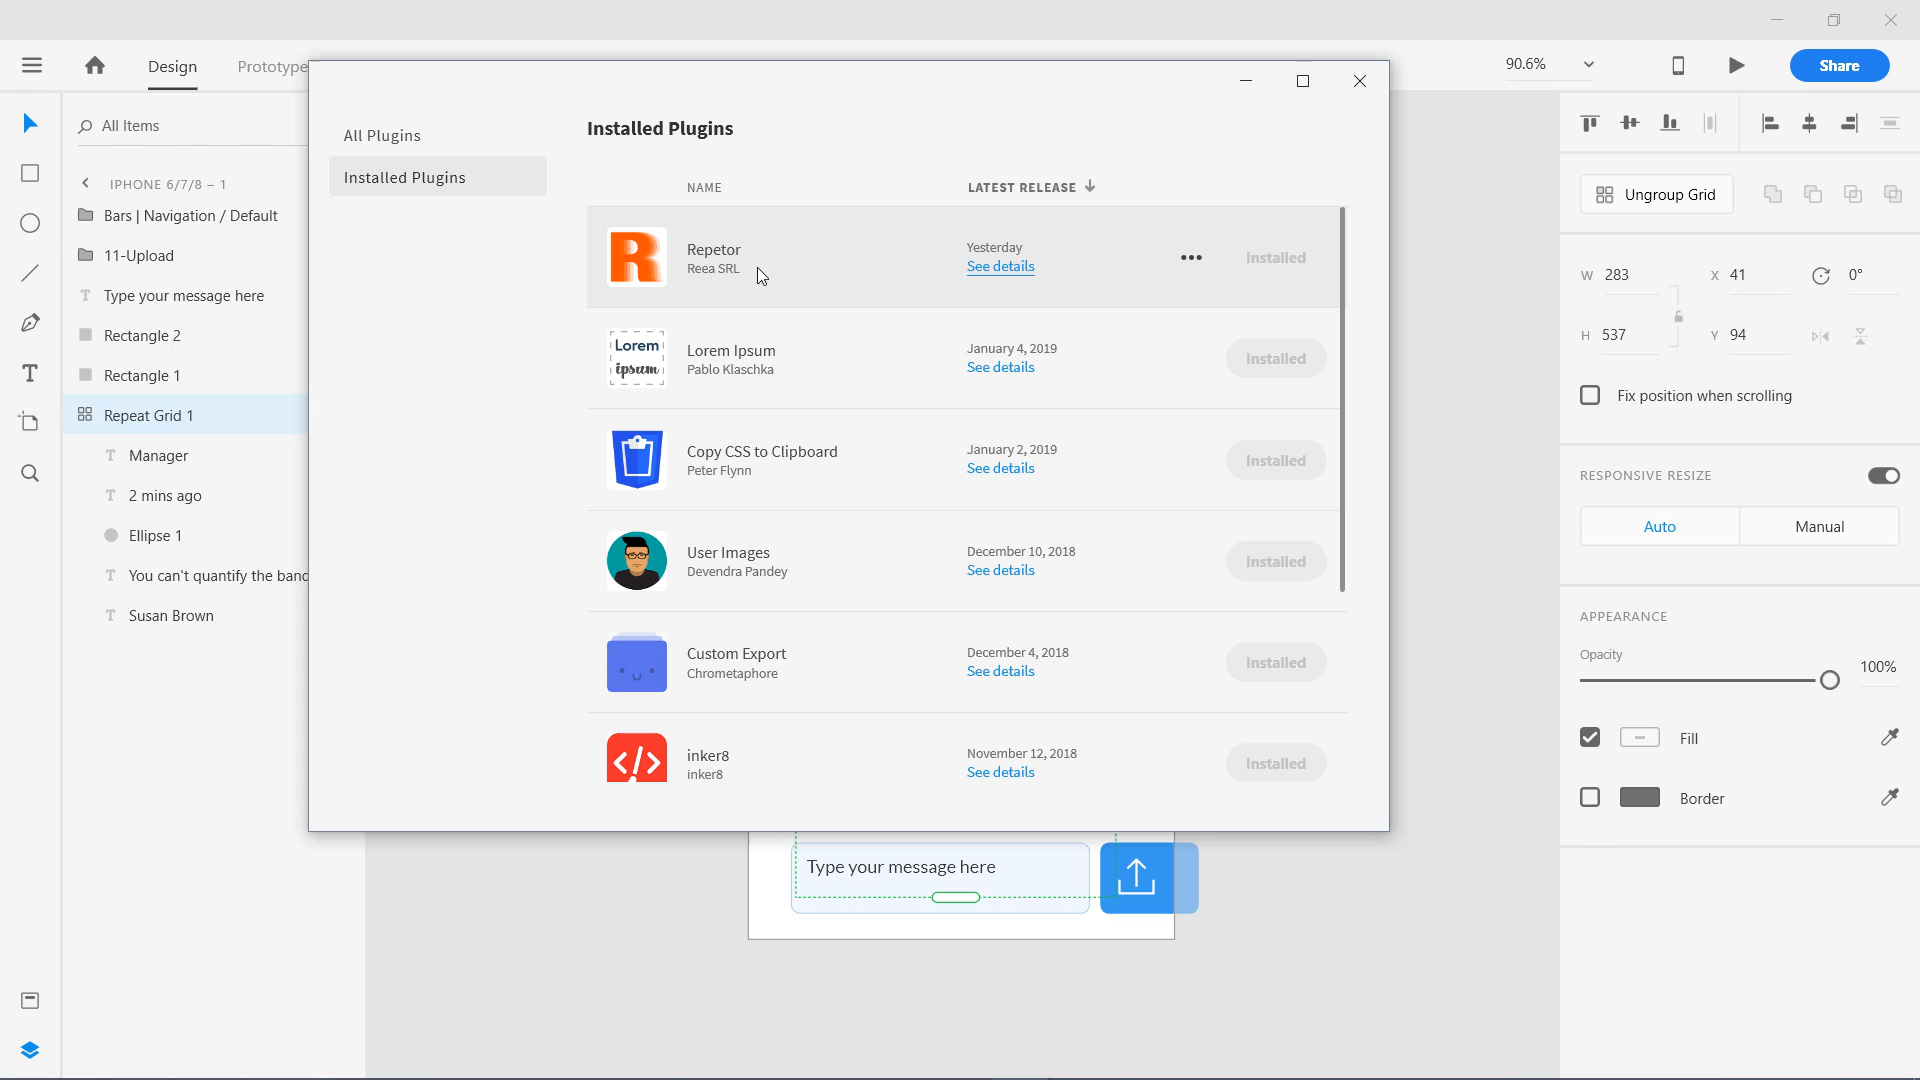 Design
Prototype
90.6%
Share
All Items
IPHONE 6/7/8 – 1
Bars | Navigation / Default
11-Upload
Type your message here
Rectangle 2
Rectangle 1
Repeat Grid 1
Manager
2 mins ago
Ellipse 1
You can't quantify the band
Susan Brown
All Plugins
Installed Plugins
Installed Plugins
NAME
LATEST RELEASE
R
Repetor
Reea SRL
Yesterday
See details
Installed
Lorem
ipsum
Lorem Ipsum
Pablo Klaschka
January 4, 2019
See details
Installed
Copy CSS to Clipboard
Peter Flynn
January 2, 2019
See details
Installed
User Images
Devendra Pandey
December 10, 2018
See details
Installed
Custom Export
Chrometaphore
December 4, 2018
See details
Installed
</>
inker8
inker8
November 12, 2018
See details
Installed
Type your message here
Ungroup Grid
W 283
X 41
0°
H 537
Y 94
Fix position when scrolling
RESPONSIVE RESIZE
Auto
Manual
APPEARANCE
Opacity
100%
Fill
Border